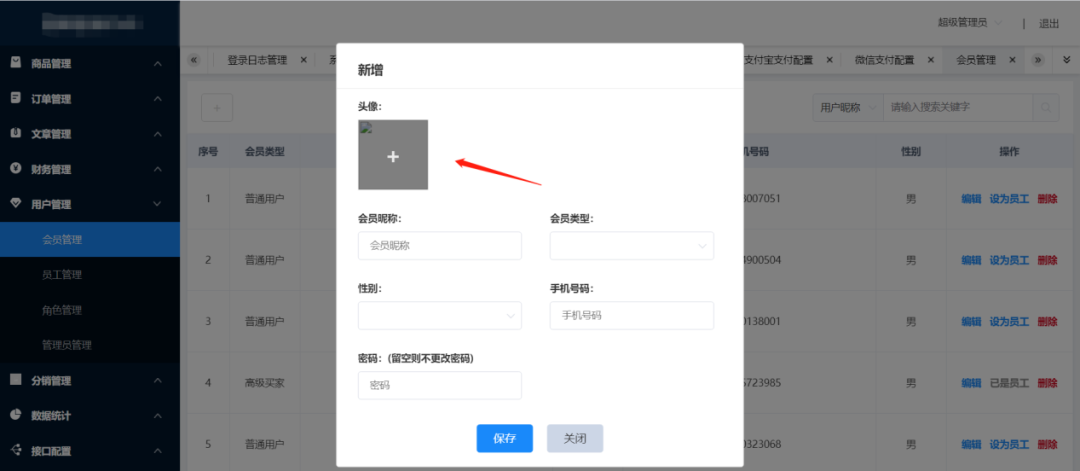 超级管理员 | 退出
商品管理
订单管理
文章管理
财务管理
用户管理
会员管理
员工管理
角色管理
管理员管理
分销管理
数据统计
接口配置
登录日志管理 ×
支付宝支付配置 ×
微信支付配置 ×
会员管理 ×
用户昵称
请输入搜索关键字
序号 会员类型 机号码 性别 操作
1 普通用户 8007051 男 编辑 设为员工 删除
2 普通用户 4900504 男 编辑 设为员工 删除
3 普通用户 0138001 男 编辑 设为员工 删除
4 高级买家 5723985 男 编辑 已是员工 删除
5 普通用户 0323068 男 编辑 设为员工 删除
新增
头像:
会员昵称: 会员类型:
会员昵称
性别: 手机号码:
手机号码
密码: (留空则不更改密码)
密码
保存 关闭